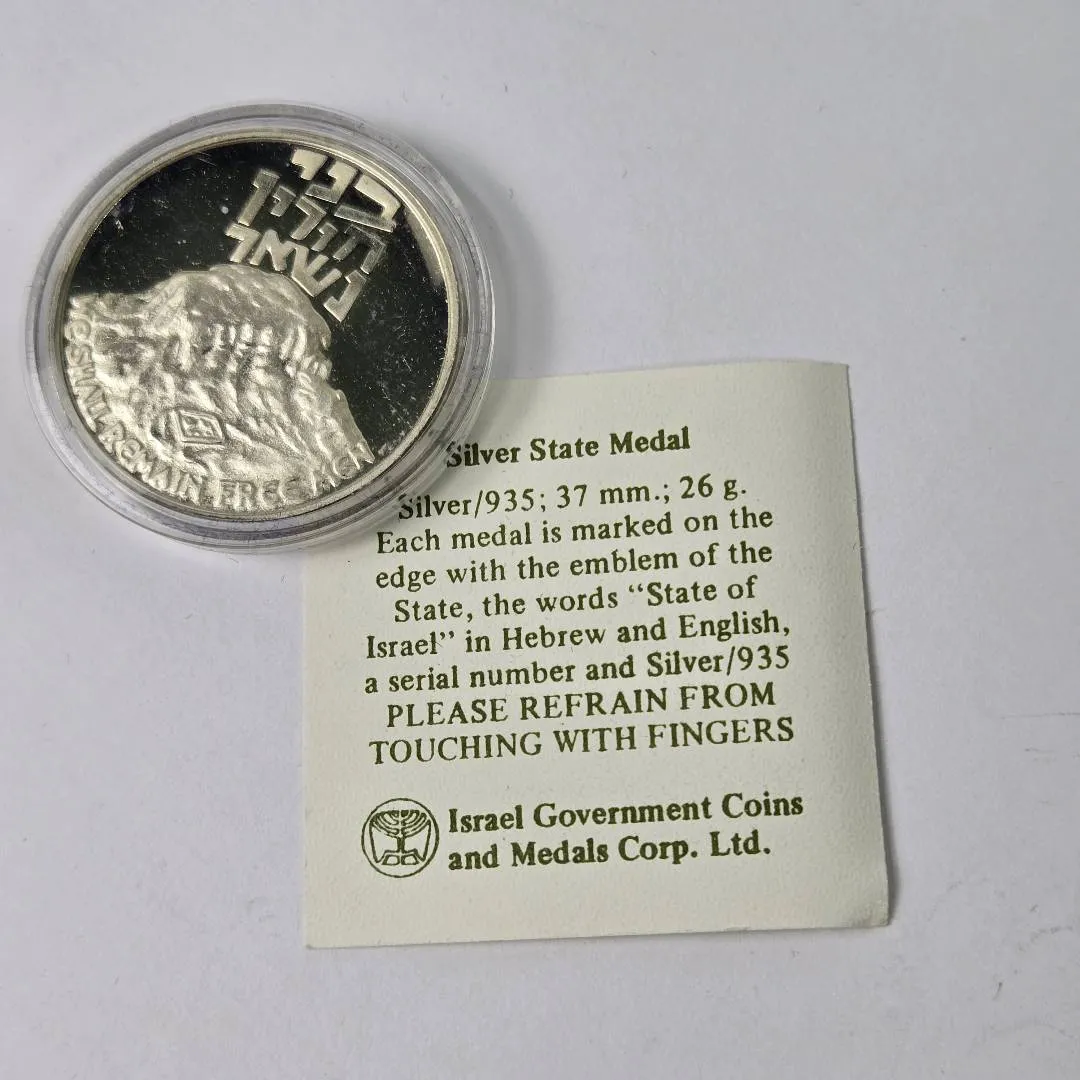 בני
חורין
נשאר
WE SHALL REMAIN FREE MEN
Silver State Medal
Silver/935; 37 mm.; 26 g.
Each medal is marked on the
edge with the emblem of the
State, the words “State of
Israel” in Hebrew and English,
a serial number and Silver/935
PLEASE REFRAIN FROM
TOUCHING WITH FINGERS
Israel Government Coins
and Medals Corp. Ltd.